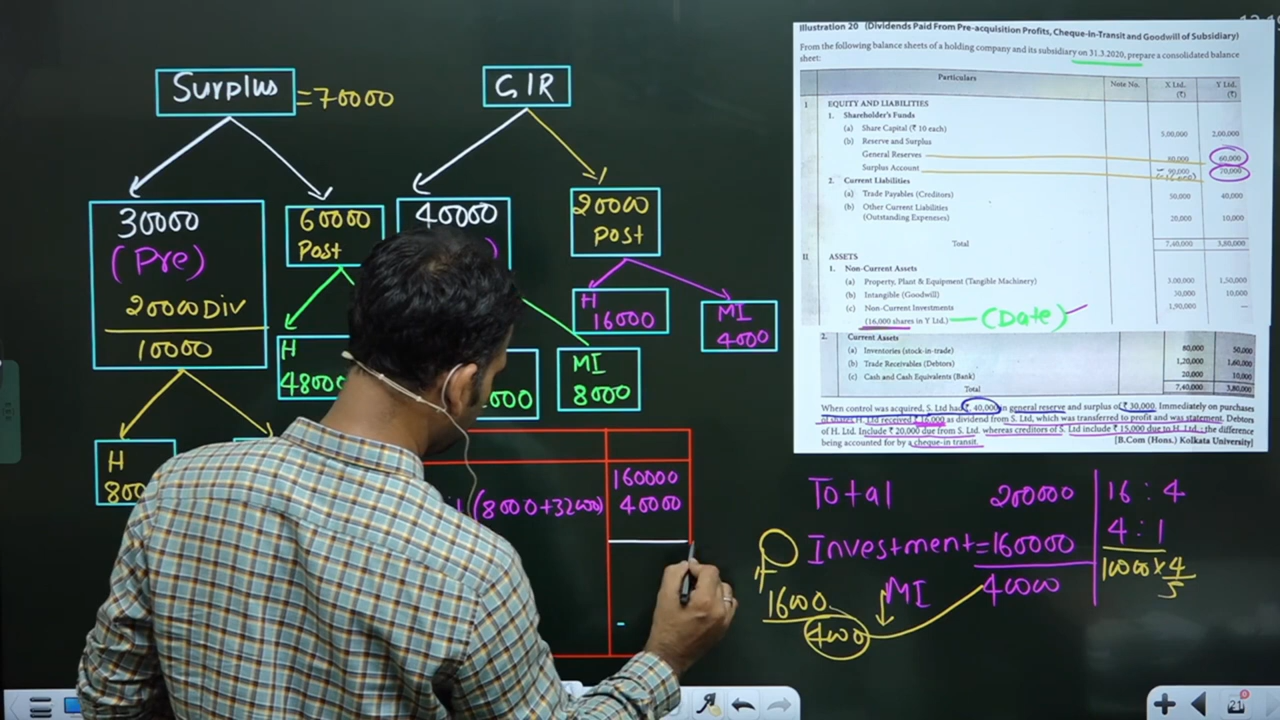 Illustration 20 (Dividends Paid From Pre-acquisition Profits, Cheque-in-Transit and Goodwill of Subsidiary)
From the following balance sheets of a holding company and its subsidiary on 31.3.2020, prepare a consolidated balance
sheet:
Particulars Note No. X Ltd. Y Ltd.
(₹) (₹)
I EQUITY AND LIABILITIES
1. Shareholder's Funds
(a) Share Capital (₹ 10 each) 5,00,000 2,00,000
(b) Reserve and Surplus
General Reserves 80,000 60,000
Surplus Account 90,000 70,000
2. Current Liabilities
(a) Trade Payables (Creditors) 50,000 40,000
(b) Other Current Liabilities
(Outstanding Expeneses) 20,000 10,000
Total 7,40,000 3,80,000
II ASSETS
1. Non-Current Assets
(a) Property, Plant & Equipment (Tangible Machinery) 3,00,000 1,50,000
(b) Intangible (Goodwill) 30,000 10,000
(c) Non-Current Investments 1,90,000 —
(16,000 shares in Y Ltd.) (Date)
2. Current Assets
(a) Inventories (stock-in-trade) 80,000 50,000
(b) Trade Receivables (Debtors) 1,20,000 1,60,000
(c) Cash and Cash Equivalents (Bank) 20,000 10,000
Total 7,40,000 3,80,000
When control was acquired, S. Ltd had ₹. 40,000 in general reserve and surplus of ₹ 30,000. Immediately on purchases
of shares H. Ltd received ₹ 16,000 as dividend from S. Ltd, which was transferred to profit and was statement. Debtors
of H. Ltd. Include ₹ 20,000 due from S. Ltd. whereas creditors of S. Ltd include ₹ 15,000 due to H. Ltd.: the difference
being accounted for by a cheque-in transit. [B.Com (Hons.) Kolkata University]
Surplus =70000
30000
(Pre)
20000 Div
10000
H
800
60000
Post
H
48000
MI
8000
GIR
40000
20000
Post
H
16000
MI
4000
160000
(8000+32000) 40000
Total 200000
Investment =160000
MI 40000
16000
4000
16 : 4
4 : 1
10000 × 4
5
21